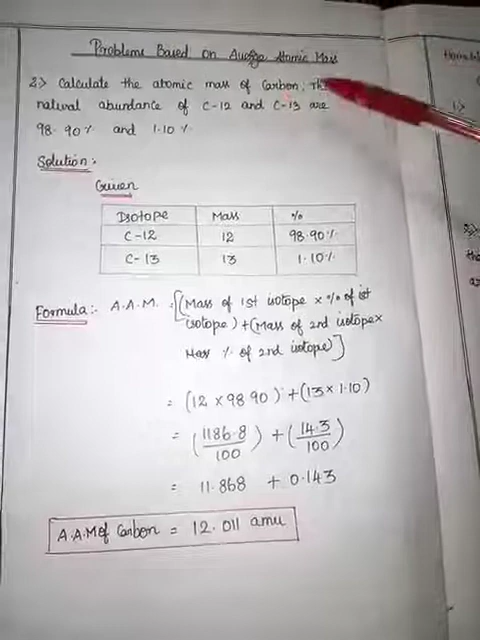 Problems Based on Average Atomic Mass
2> Calculate the atomic mass of Carbon; The
natural abundance of C-12 and C-13 are
98.90% and 1.10%
Solution:-
Given
Isotope Mass %
C-12 12 98.90%
C-13 13 1.10%
Formula:- A.A.M. = [(Mass of 1st isotope × % of 1st
isotope) + (Mass of 2nd isotope ×
Mass % of 2nd isotope)]
= (12 × 98.90) + (13 × 1.10)
= (1186.8/100) + (14.3/100)
= 11.868 + 0.143
A.A.M of Carbon = 12.011 amu
1>